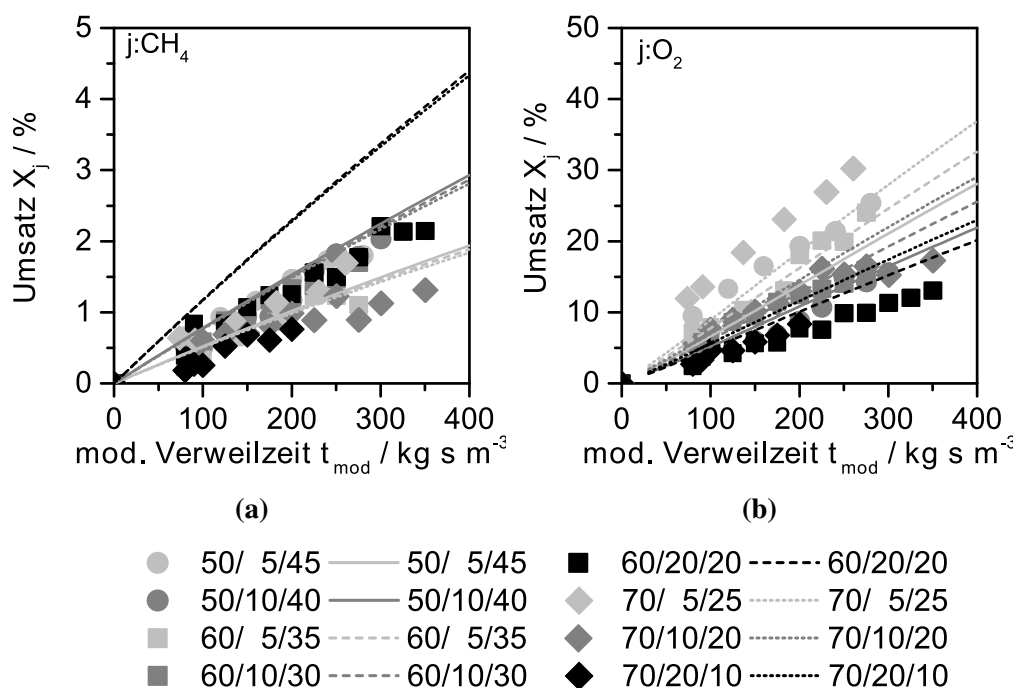 5
4
3
2
1
0
0 100 200 300 400
j:CH₄
Umsatz Xⱼ / %
mod. Verweilzeit t_mod / kg s m⁻³
(a)
50
40
30
20
10
0
0 100 200 300 400
j:O₂
Umsatz Xⱼ / %
mod. Verweilzeit t_mod / kg s m⁻³
(b)
50/ 5/45 50/ 5/45 60/20/20 60/20/20
50/10/40 50/10/40 70/ 5/25 70/ 5/25
60/ 5/35 60/ 5/35 70/10/20 70/10/20
60/10/30 60/10/30 70/20/10 70/20/10